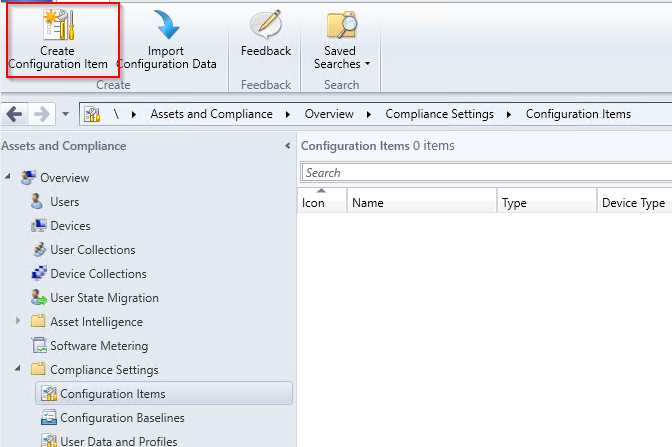 Create
Configuration Item
Import
Configuration Data
Feedback
Saved
Searches
Create
Feedback
Search
\ Assets and Compliance Overview Compliance Settings Configuration Items
Assets and Compliance
Overview
Users
Devices
User Collections
Device Collections
User State Migration
Asset Intelligence
Software Metering
Compliance Settings
Configuration Items
Configuration Baselines
User Data and Profiles
Configuration Items 0 items
Search
Icon Name Type Device Type